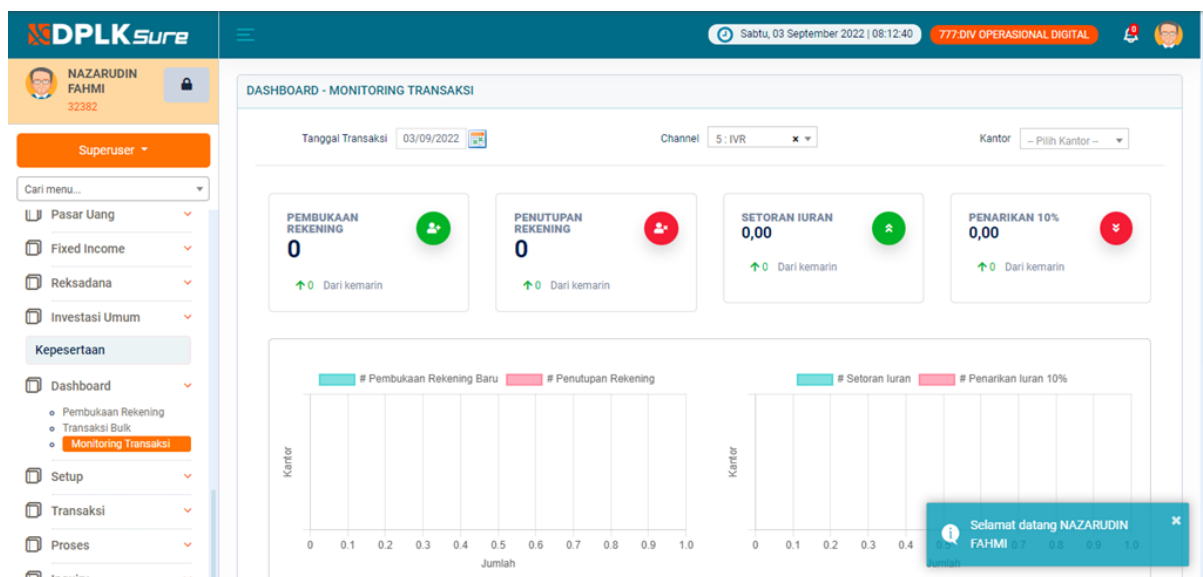 DPLKsure
Sabtu, 03 September 2022 | 08:12:40
777:DIV OPERASIONAL DIGITAL
0
NAZARUDIN
FAHMI
32382
Superuser
Cari menu...
Pasar Uang
Fixed Income
Reksadana
Investasi Umum
Kepesertaan
Dashboard
Pembukaan Rekening
Transaksi Bulk
Monitoring Transaksi
Setup
Transaksi
Proses
DASHBOARD - MONITORING TRANSAKSI
Tanggal Transaksi 03/09/2022
Channel 5 : IVR x
Kantor -- Pilih Kantor --
PEMBUKAAN
REKENING
0
0 Dari kemarin
PENUTUPAN
REKENING
0
0 Dari kemarin
SETORAN IURAN
0,00
0 Dari kemarin
PENARIKAN 10%
0,00
0 Dari kemarin
# Pembukaan Rekening Baru # Penutupan Rekening
Kantor
0 0.1 0.2 0.3 0.4 0.5 0.6 0.7 0.8 0.9 1.0
Jumlah
# Setoran Iuran # Penarikan Iuran 10%
Kantor
0 0.1 0.2 0.3 0.4 0.5 0.7 0.8 0.9 1.0
Jumlah
Selamat datang NAZARUDIN
FAHMI
×